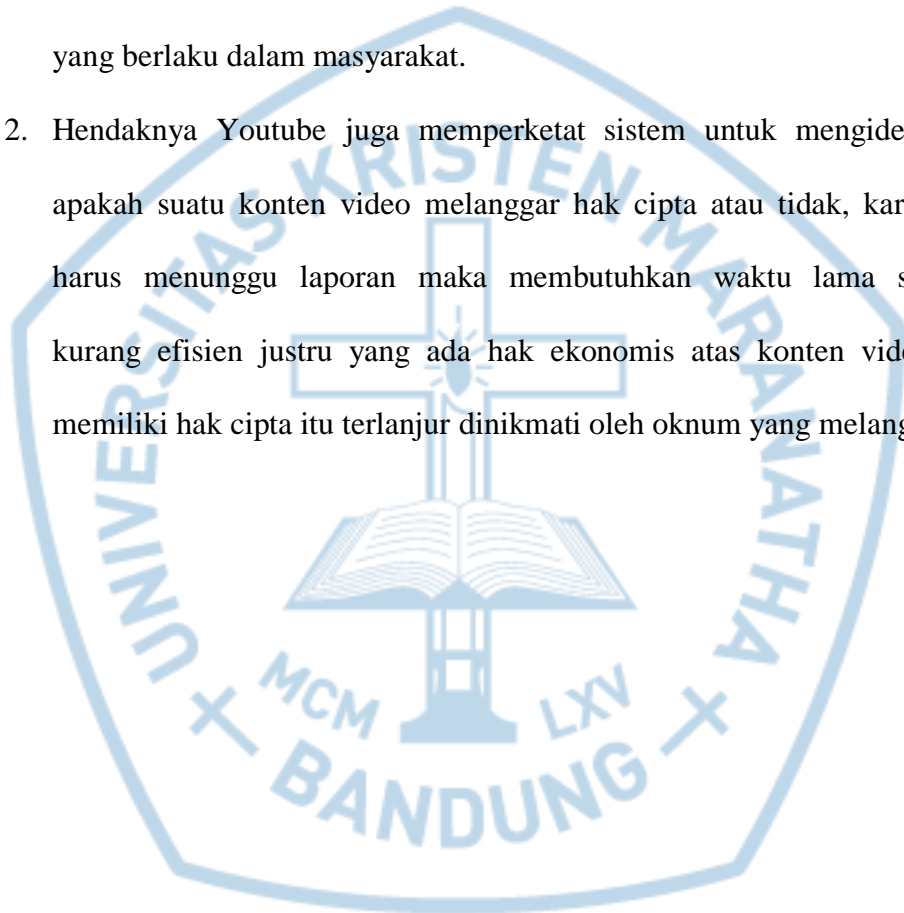 yang berlaku dalam masyarakat.
2. Hendaknya Youtube juga memperketat sistem untuk mengide
apakah suatu konten video melanggar hak cipta atau tidak, kar
harus menunggu laporan maka membutuhkan waktu lama s
kurang efisien justru yang ada hak ekonomis atas konten vide
memiliki hak cipta itu terlanjur dinikmati oleh oknum yang melang
UNIVERSITAS KRISTEN MARANATHA
MCM LXV
BANDUNG